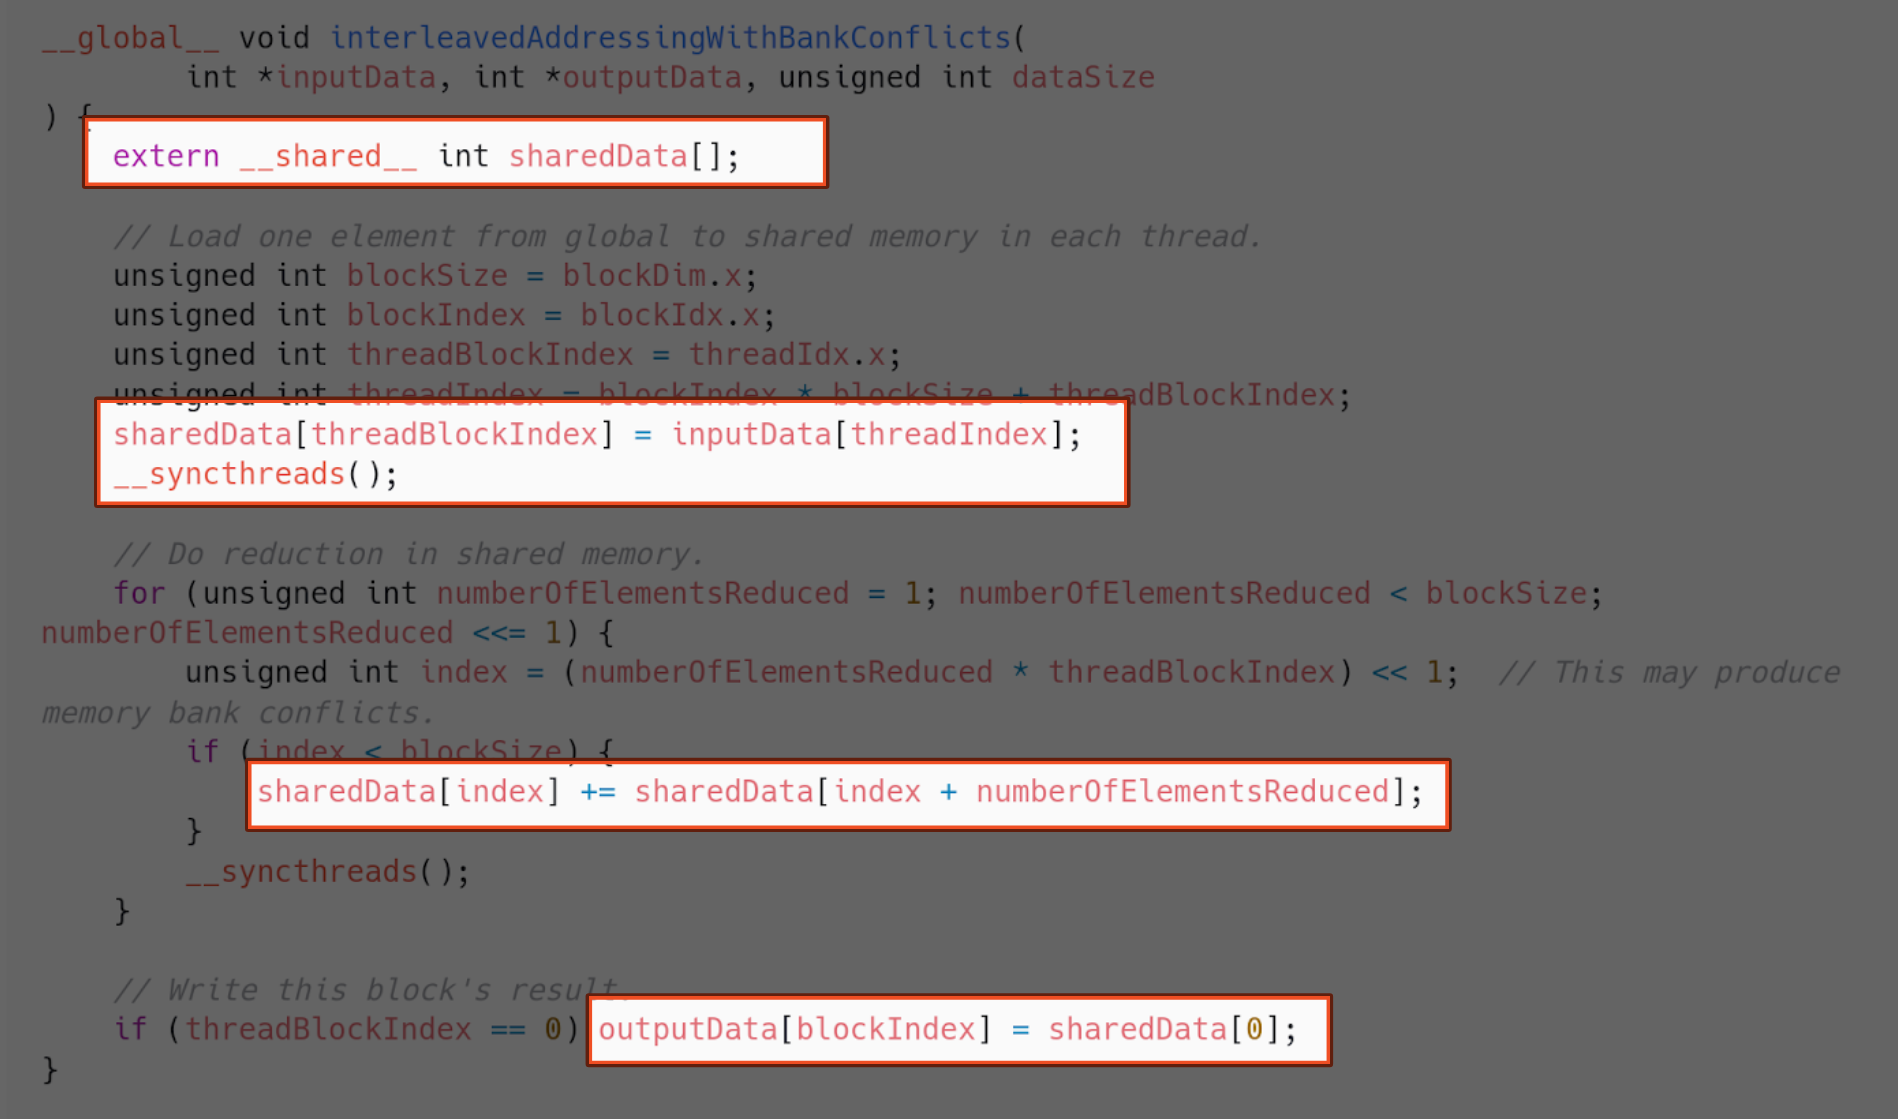 __global__ void interleavedAddressingWithBankConflicts(
        int *inputData, int *outputData, unsigned int dataSize
) {
    extern __shared__ int sharedData[];

    // Load one element from global to shared memory in each thread.
    unsigned int blockSize = blockDim.x;
    unsigned int blockIndex = blockIdx.x;
    unsigned int threadBlockIndex = threadIdx.x;
    unsigned int threadIndex = blockIndex * blockSize + threadBlockIndex;
    sharedData[threadBlockIndex] = inputData[threadIndex];
    __syncthreads();

    // Do reduction in shared memory.
    for (unsigned int numberOfElementsReduced = 1; numberOfElementsReduced < blockSize;
numberOfElementsReduced <<= 1) {
        unsigned int index = (numberOfElementsReduced * threadBlockIndex) << 1;  // This may produce
memory bank conflicts.
        if (index < blockSize) {
            sharedData[index] += sharedData[index + numberOfElementsReduced];
        }
        __syncthreads();
    }

    // Write this block's result.
    if (threadBlockIndex == 0) outputData[blockIndex] = sharedData[0];
}